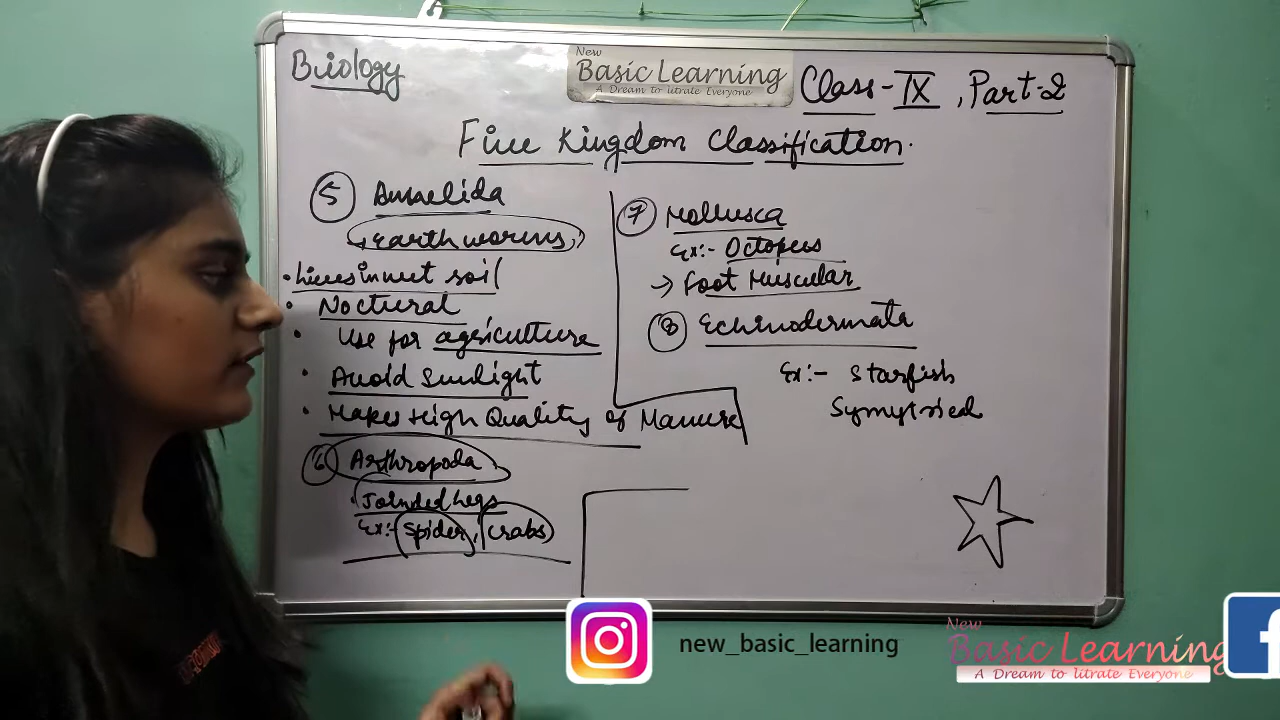 Biology
New
Basic Learning
A Dream to litrate Everyone
Class - IX , Part-2
Five Kingdom Classification.
5 Annelida
→ earthworms
• Lives in wet soil
• Noctural
• Use for agriculture
• Avoid Sunlight
• Makes High Quality of Manure
6 Arthropoda
• Jointed Legs
Ex:- Spider, Crabs
7 Mollusca
Ex:- Octopus
→ Foot Muscular
8 Echinodermata
Ex:- Starfish
Symytried
new_basic_learning
New
Basic Learning
A Dream to litrate Everyone